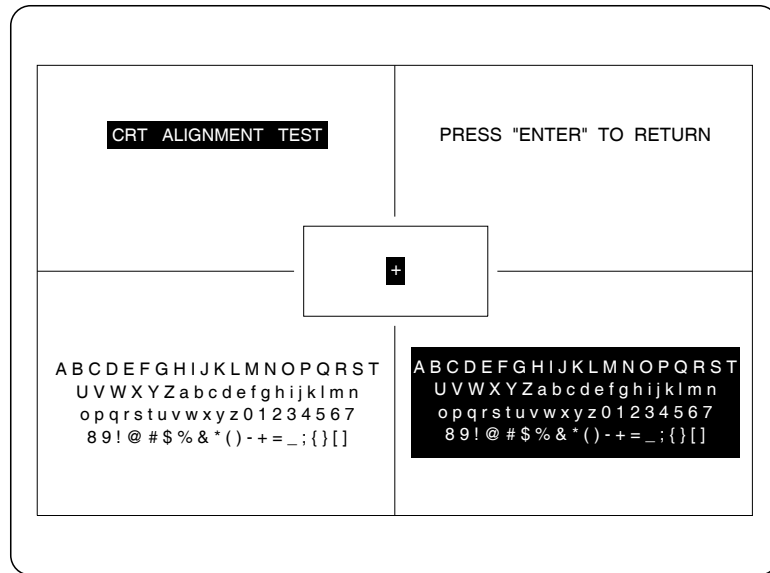 CRT ALIGNMENT TEST
PRESS "ENTER" TO RETURN
+
A B C D E F G H I J K L M N O P Q R S T
U V W X Y Z a b c d e f g h i j k l m n
o p q r s t u v w x y z 0 1 2 3 4 5 6 7
8 9 ! @ # $ % & * ( ) - + = _ ; { } [ ]
A B C D E F G H I J K L M N O P Q R S T
U V W X Y Z a b c d e f g h i j k l m n
o p q r s t u v w x y z 0 1 2 3 4 5 6 7
8 9 ! @ # $ % & * ( ) - + = _ ; { } [ ]